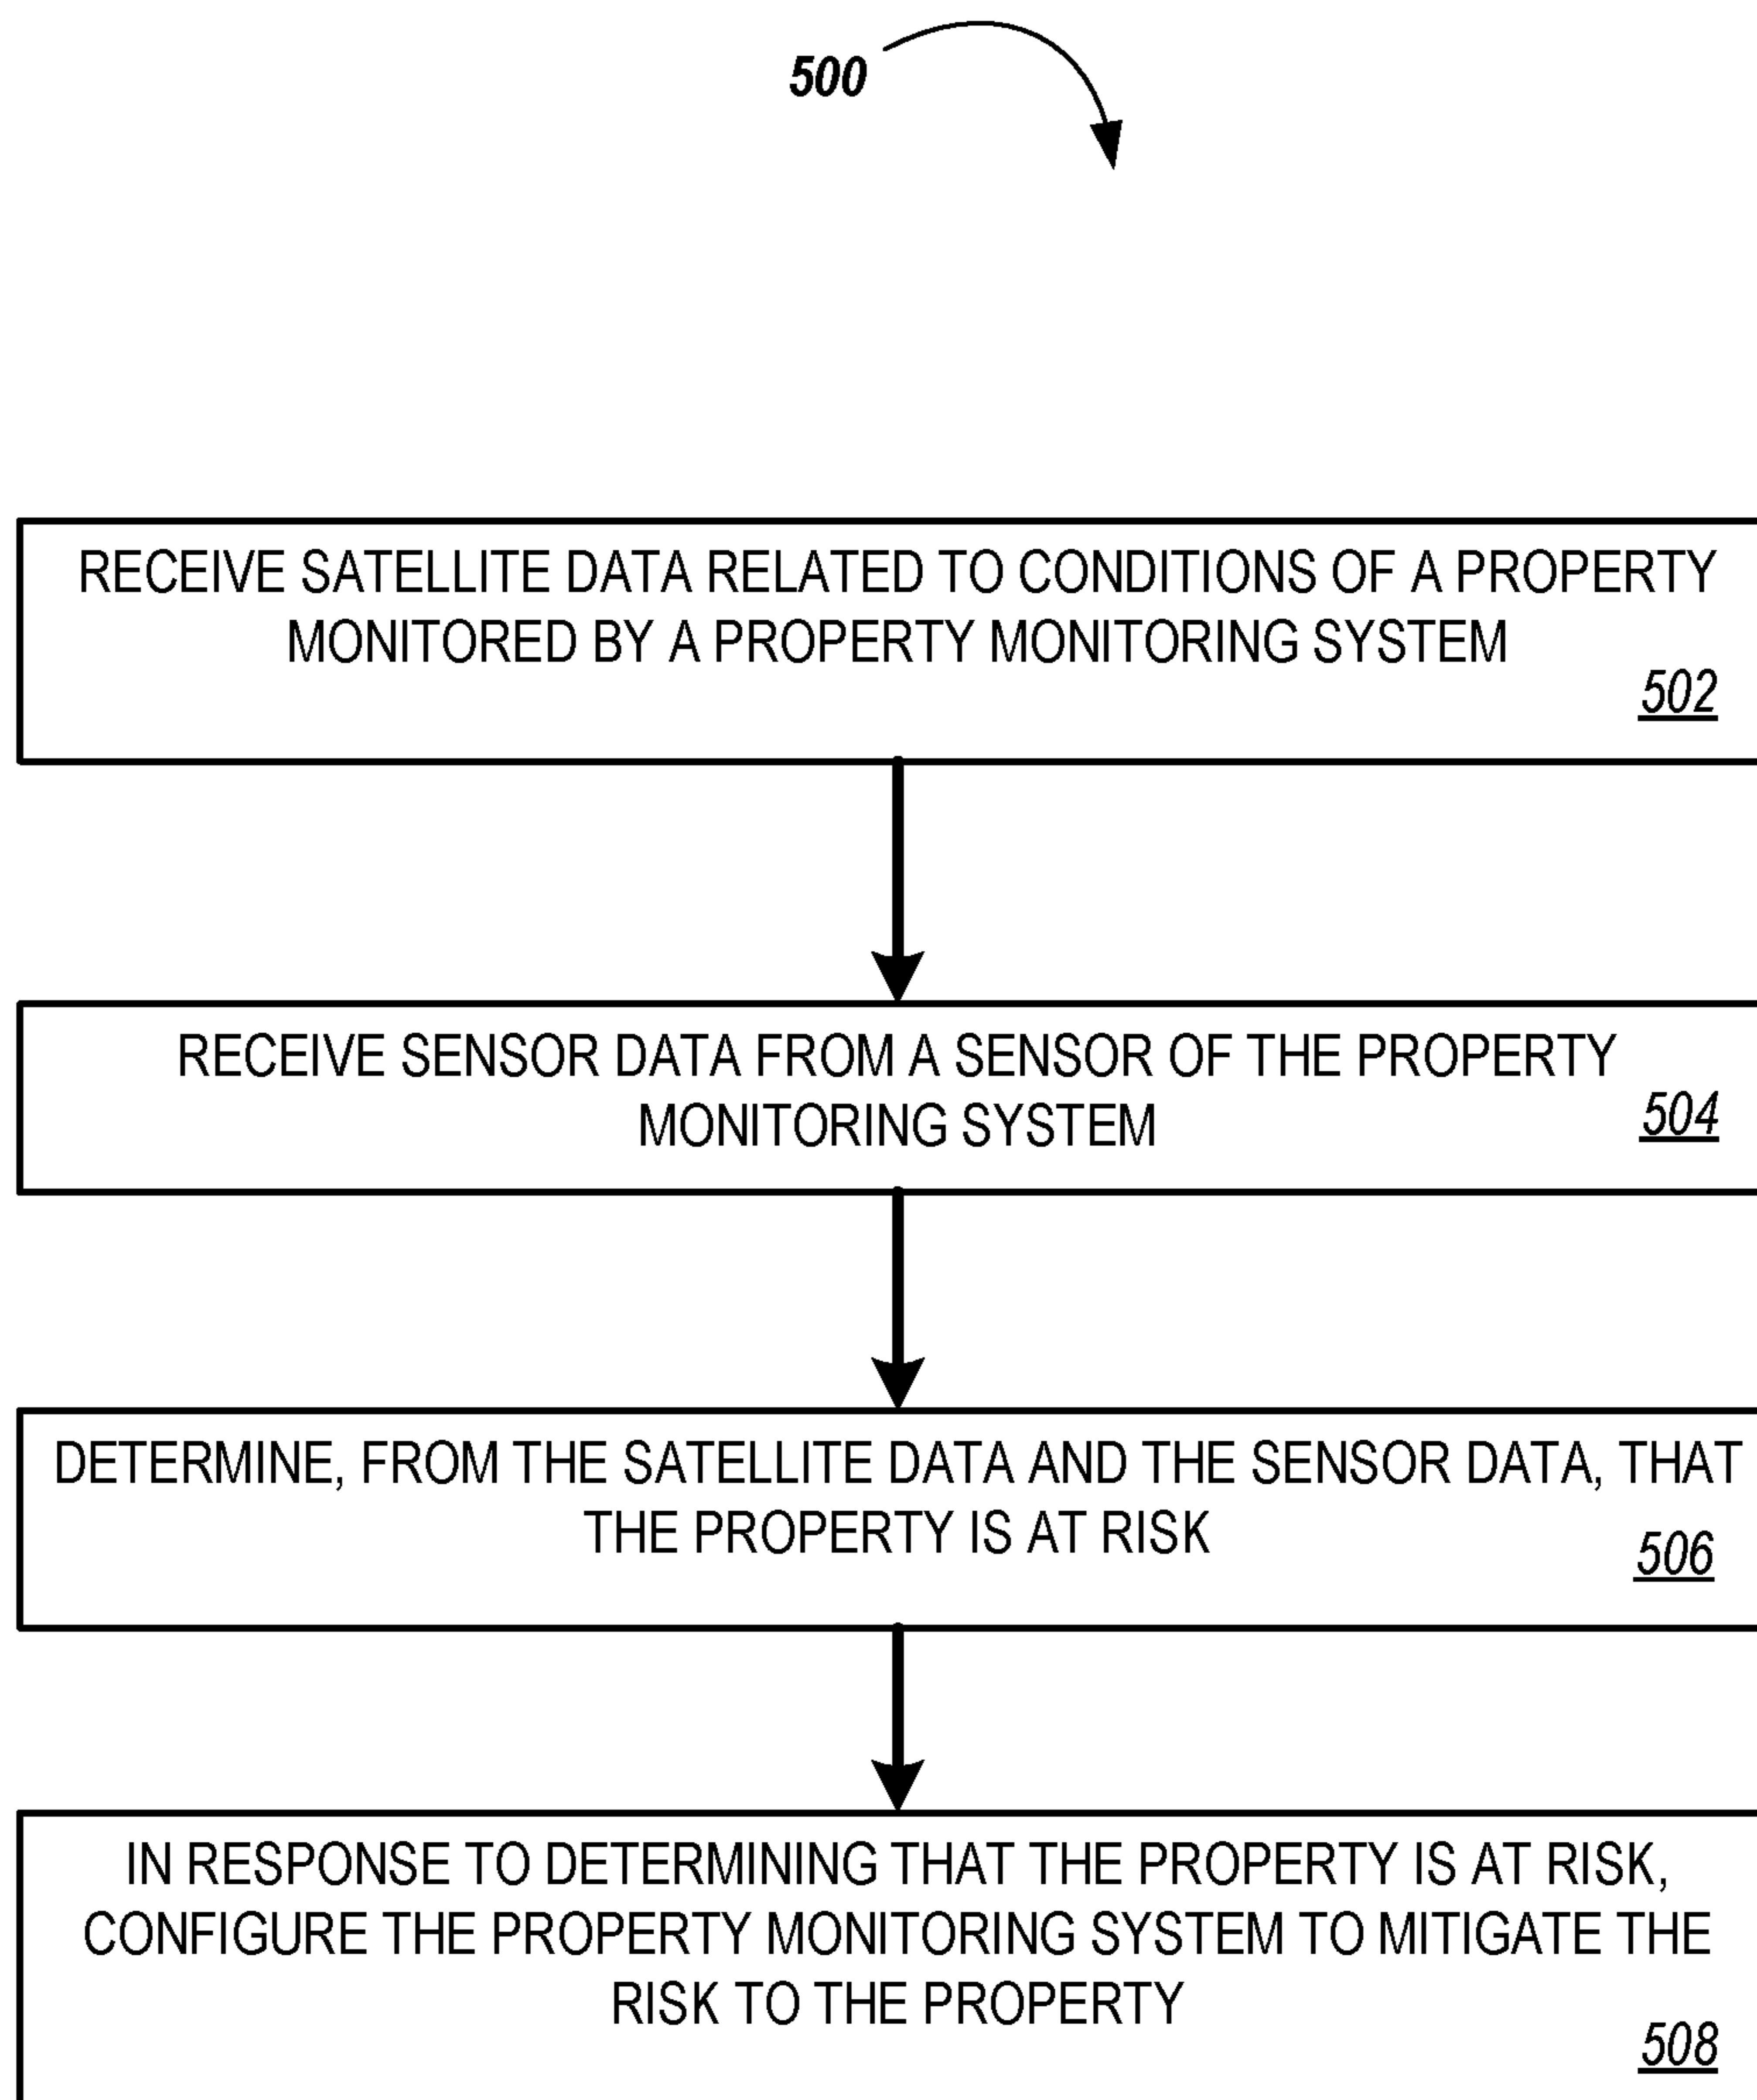 500
RECEIVE SATELLITE DATA RELATED TO CONDITIONS OF A PROPERTY
MONITORED BY A PROPERTY MONITORING SYSTEM
502
RECEIVE SENSOR DATA FROM A SENSOR OF THE PROPERTY
MONITORING SYSTEM
504
DETERMINE, FROM THE SATELLITE DATA AND THE SENSOR DATA, THAT
THE PROPERTY IS AT RISK
506
IN RESPONSE TO DETERMINING THAT THE PROPERTY IS AT RISK,
CONFIGURE THE PROPERTY MONITORING SYSTEM TO MITIGATE THE
RISK TO THE PROPERTY
508